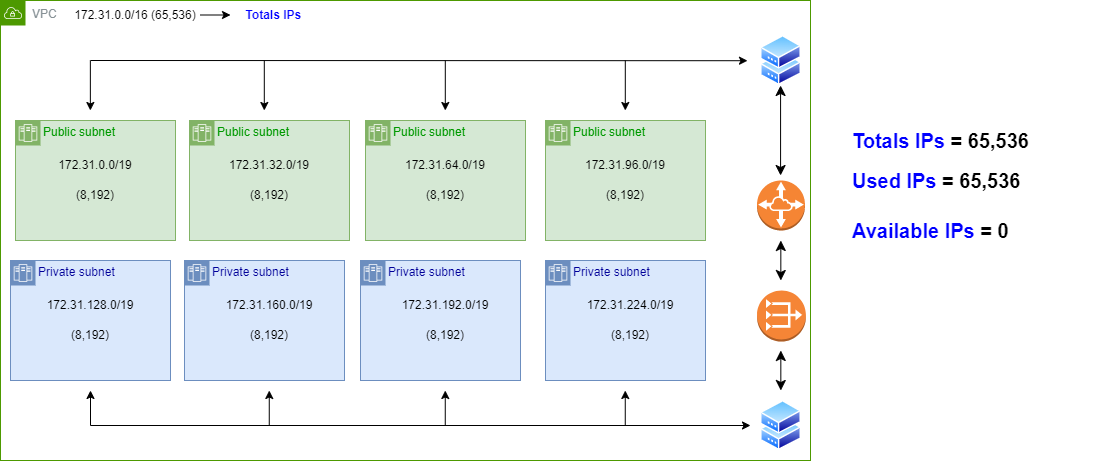 VPC 172.31.0.0/16 (65,536) Totals IPs
Public subnet
172.31.0.0/19
(8,192)
Public subnet
172.31.32.0/19
(8,192)
Public subnet
172.31.64.0/19
(8,192)
Public subnet
172.31.96.0/19
(8,192)
Private subnet
172.31.128.0/19
(8,192)
Private subnet
172.31.160.0/19
(8,192)
Private subnet
172.31.192.0/19
(8,192)
Private subnet
172.31.224.0/19
(8,192)
Totals IPs = 65,536
Used IPs = 65,536
Available IPs = 0